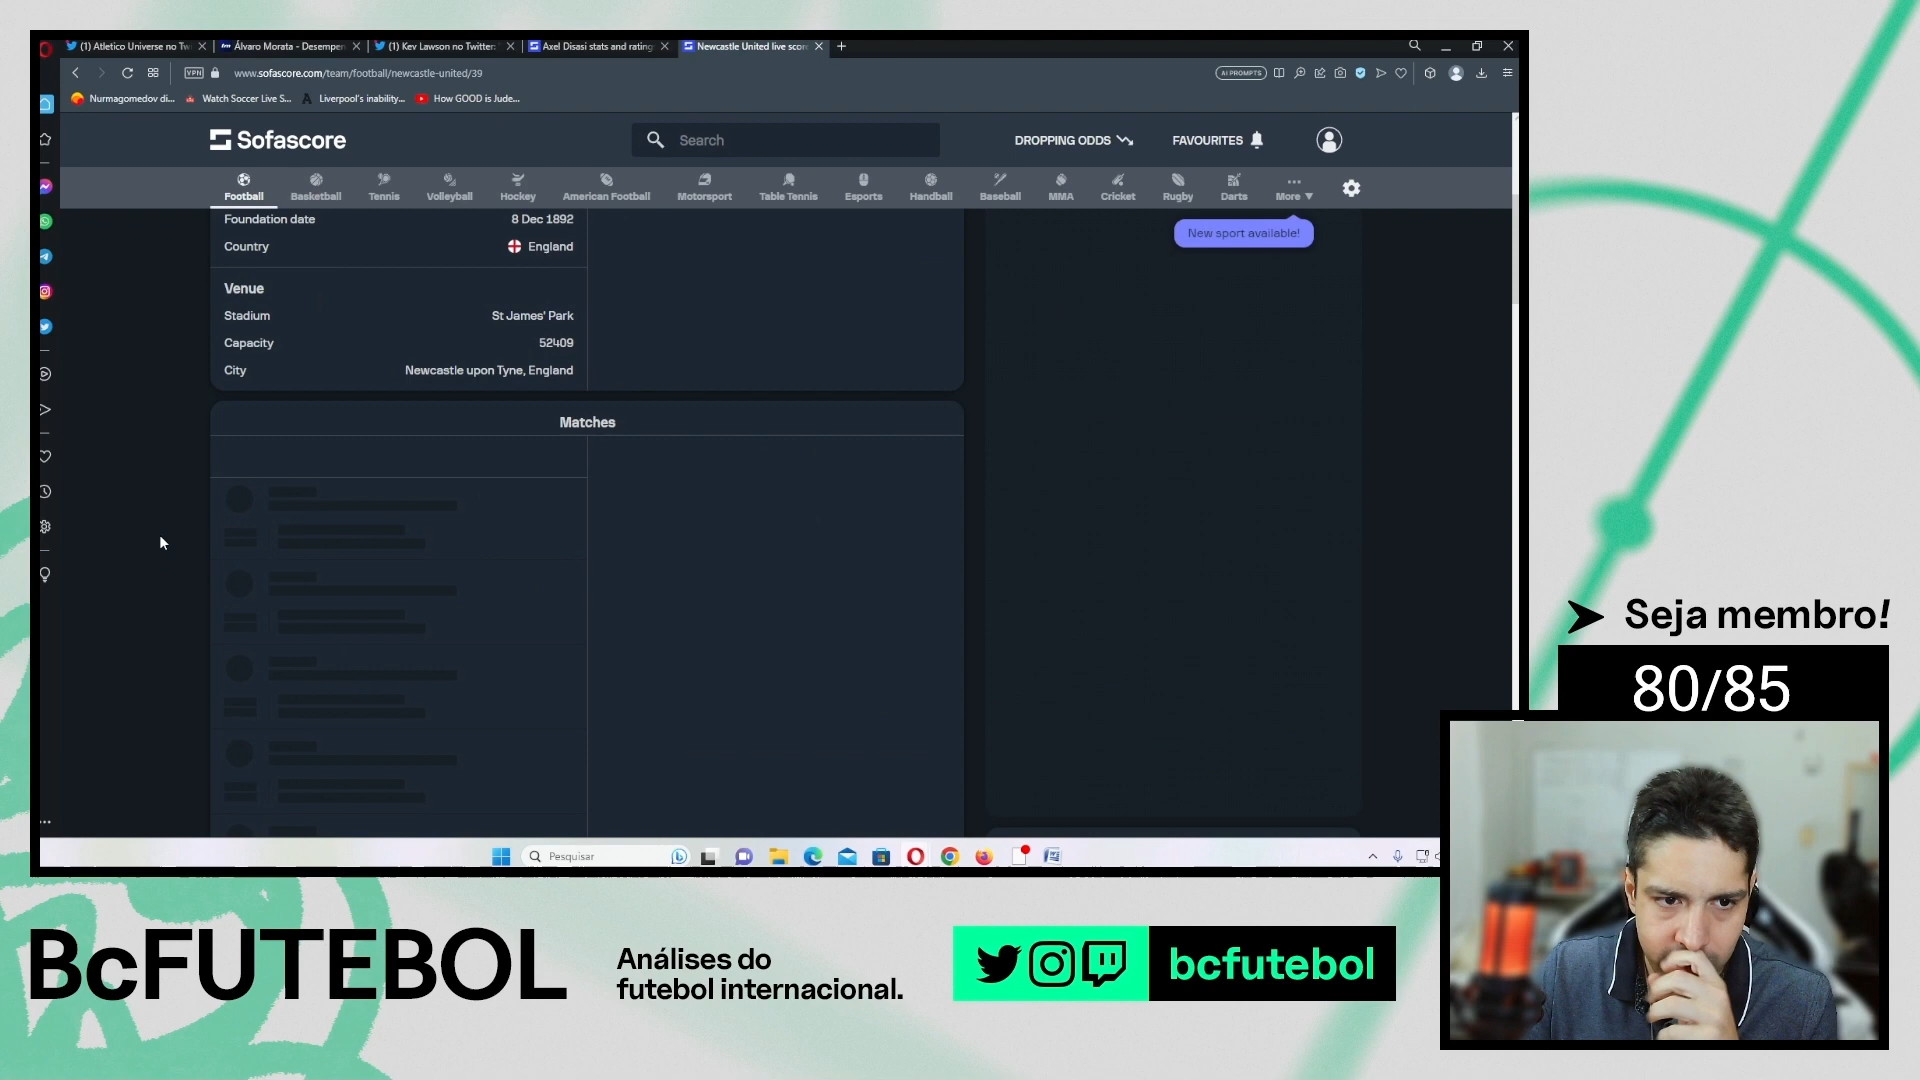 (1) Atletico Universe no Tw
Álvaro Morata - Desempen
(1) Kev Lawson no Twitter:
Axel Disasi stats and rating
Newcastle United live score
VPN
www.sofascore.com/team/football/newcastle-united/39
AI PROMPTS
Nurmagomedov di...
Watch Soccer Live S...
Liverpool's inability...
How GOOD is Jude...
Sofascore
Search
DROPPING ODDS
FAVOURITES
Football
Basketball
Tennis
Volleyball
Hockey
American Football
Motorsport
Table Tennis
Esports
Handball
Baseball
MMA
Cricket
Rugby
Darts
More
New sport available!
Foundation date 8 Dec 1892
Country England
Venue
Stadium St James' Park
Capacity 52409
City Newcastle upon Tyne, England
Matches
Pesquisar
Seja membro!
80/85
BcFUTEBOL
Análises do
futebol internacional.
bcfutebol